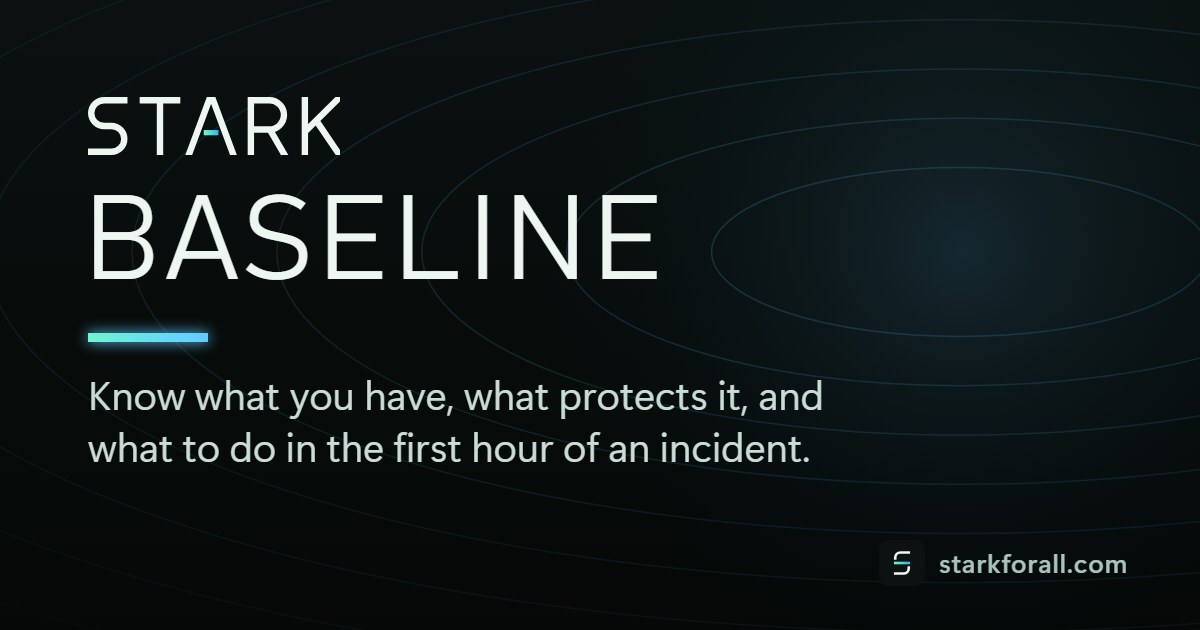 STARK
BASELINE
Know what you have, what protects it, and
what to do in the first hour of an incident.
S starkforall.com